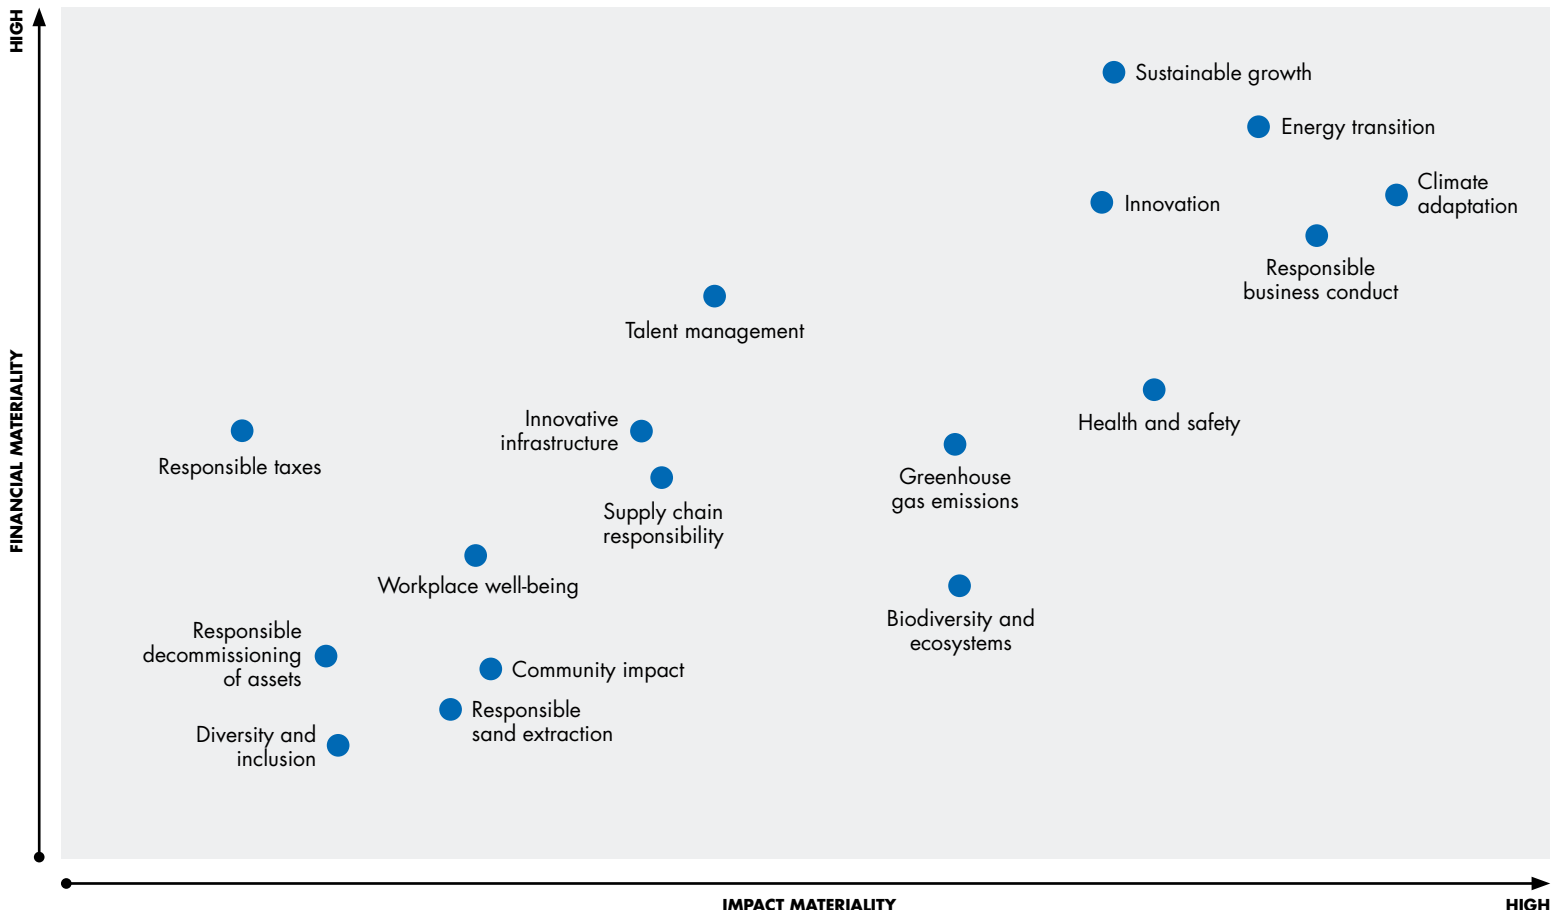 HIGH
FINANCIAL MATERIALITY
Sustainable growth
Energy transition
Climate
adaptation
Innovation
Responsible
business conduct
Talent management
Health and safety
Innovative
infrastructure
Responsible taxes
Greenhouse
gas emissions
Supply chain
responsibility
Workplace well-being
Biodiversity and
ecosystems
Responsible
decommissioning
of assets
Community impact
Responsible
sand extraction
Diversity and
inclusion
IMPACT MATERIALITY
HIGH